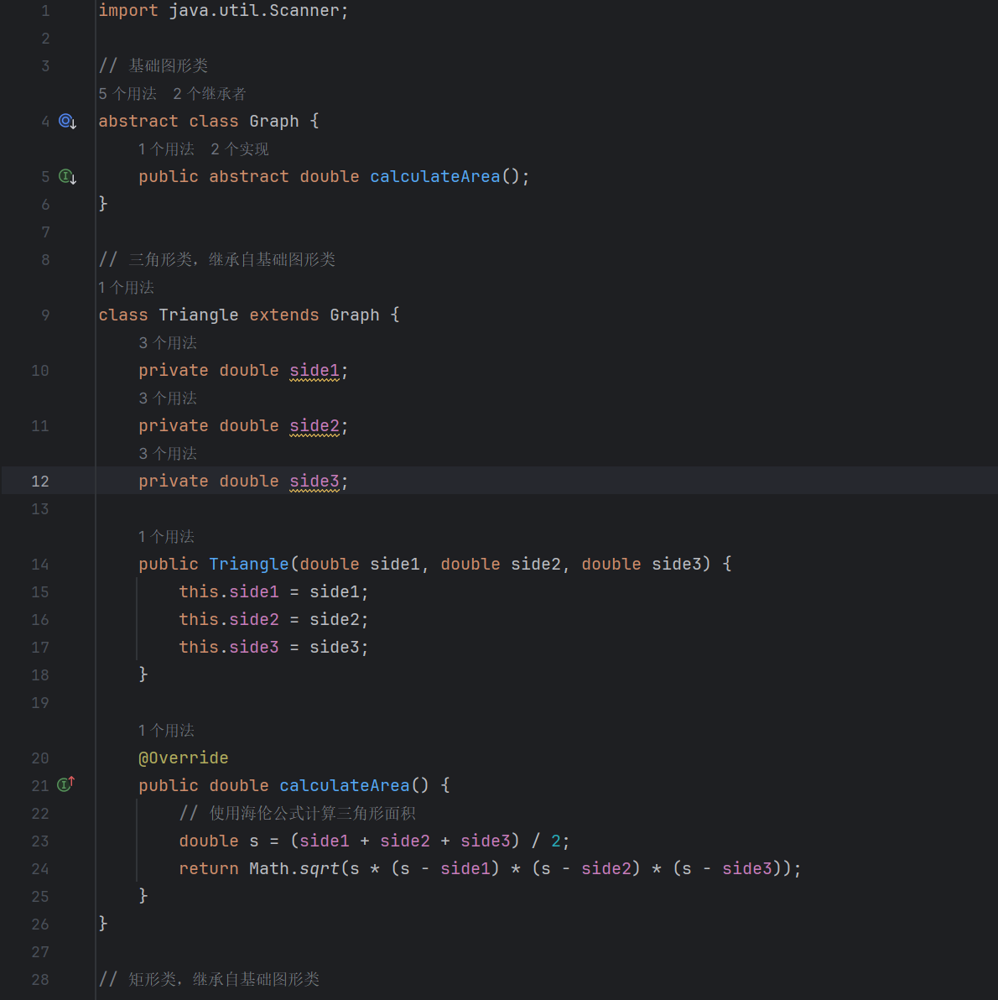 1 import java.util.Scanner;
2
3 // 基础图形类
5 个用法 2 个继承者
4 abstract class Graph {
1 个用法 2 个实现
5 public abstract double calculateArea();
6 }
7
8 // 三角形类，继承自基础图形类
1 个用法
9 class Triangle extends Graph {
3 个用法
10 private double side1;
3 个用法
11 private double side2;
3 个用法
12 private double side3;
13
1 个用法
14 public Triangle(double side1, double side2, double side3) {
15 this.side1 = side1;
16 this.side2 = side2;
17 this.side3 = side3;
18 }
19
1 个用法
20 @Override
21 public double calculateArea() {
22 // 使用海伦公式计算三角形面积
23 double s = (side1 + side2 + side3) / 2;
24 return Math.sqrt(s * (s - side1) * (s - side2) * (s - side3));
25 }
26 }
27
28 // 矩形类，继承自基础图形类